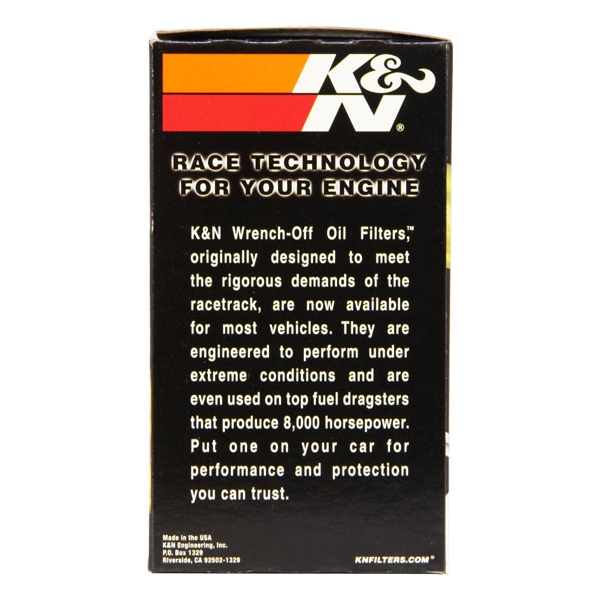 K&N®
RACE TECHNOLOGY
FOR YOUR ENGINE
K&N Wrench-Off Oil Filters,™
originally designed to meet
the rigorous demands of the
racetrack, are now available
for most vehicles. They are
engineered to perform under
extreme conditions and are
even used on top fuel dragsters
that produce 8,000 horsepower.
Put one on your car for
performance and protection
you can trust.
Made in the USA
K&N Engineering, Inc.
P.O. Box 1329
Riverside, CA 92502-1329
KNFILTERS.COM®